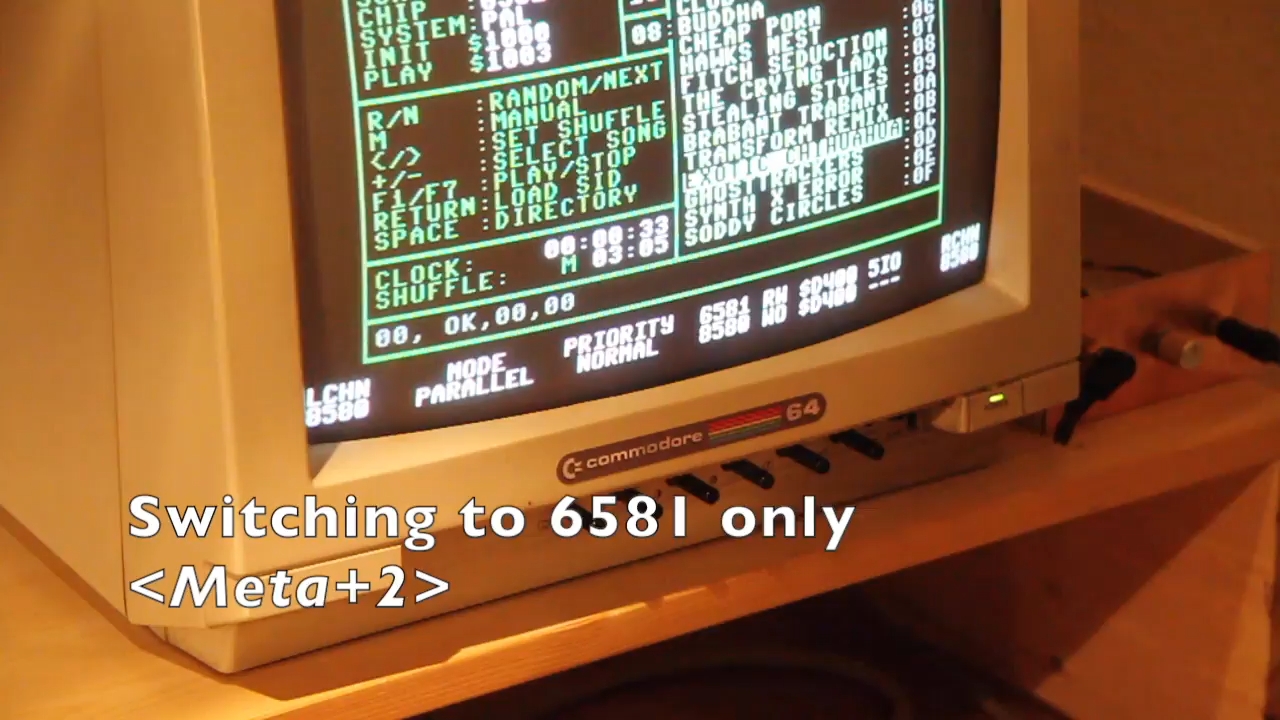 CHIP
SYSTEM:PAL
INIT $1000
PLAY $1003
08:
R/N :RANDOM/NEXT
M :MANUAL
</> :SET SHUFFLE
+/- :SELECT SONG
F1/F7 :PLAY/STOP
RETURN:LOAD SID
SPACE :DIRECTORY
CLOCK: 00:00:33
SHUFFLE: M 03:05
00, OK,00,00
BUDDHA :06
CHEAP PORN :07
HAWKS NEST :08
FITCH SEDUCTION :09
THE CRYING LADY :0A
STEALING STYLES :0B
BRABANT TRABANT :0C
TRANSFORM REMIX :0D
EXOTIC CHIHUAHUA :0E
GHOSTTRACKERS :0F
SYNTH X ERROR
SODDY CIRCLES
LCHN
8580
MODE
PARALLEL
PRIORITY
NORMAL
6581 RW $D400 5IO
8580 WO $D400 ---
RCHN
8580
commodore 64
Switching to 6581 only
<Meta+2>